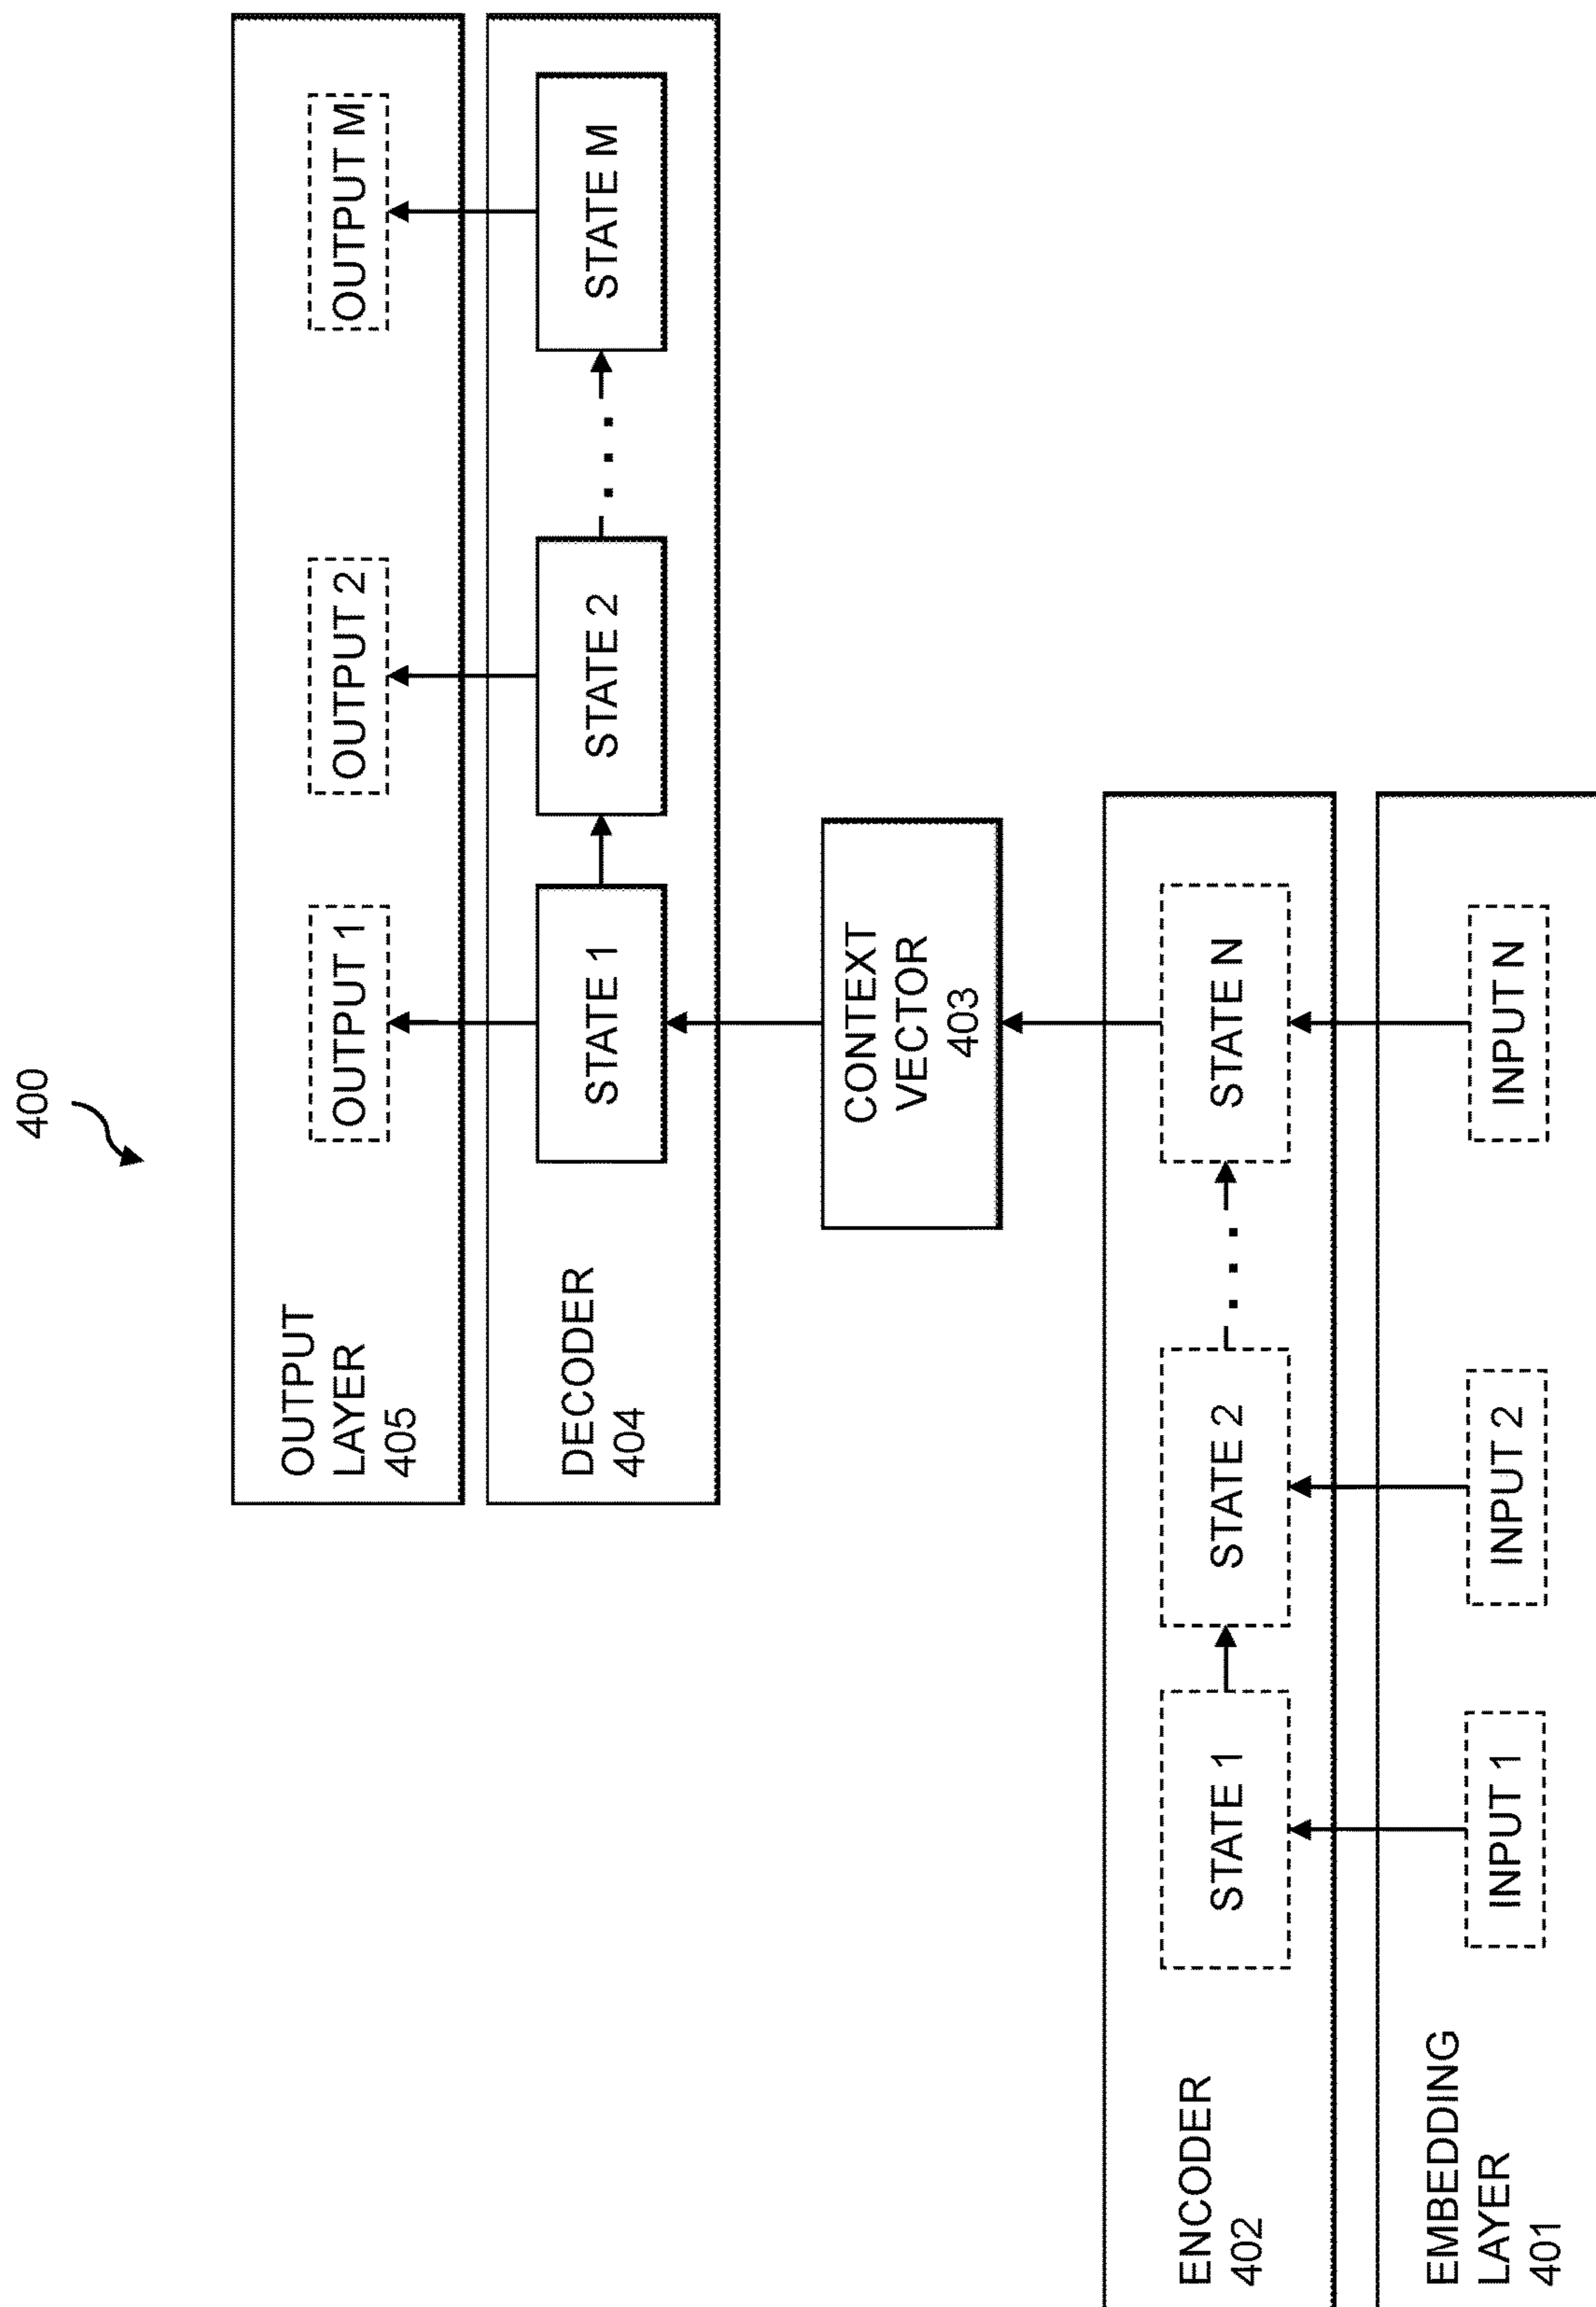 400
OUTPUT
LAYER
405
OUTPUT 1
OUTPUT 2
OUTPUT M
DECODER
404
STATE 1
STATE 2
STATE M
CONTEXT
VECTOR
403
ENCODER
402
STATE 1
STATE 2
STATE N
EMBEDDING
LAYER
401
INPUT 1
INPUT 2
INPUT N